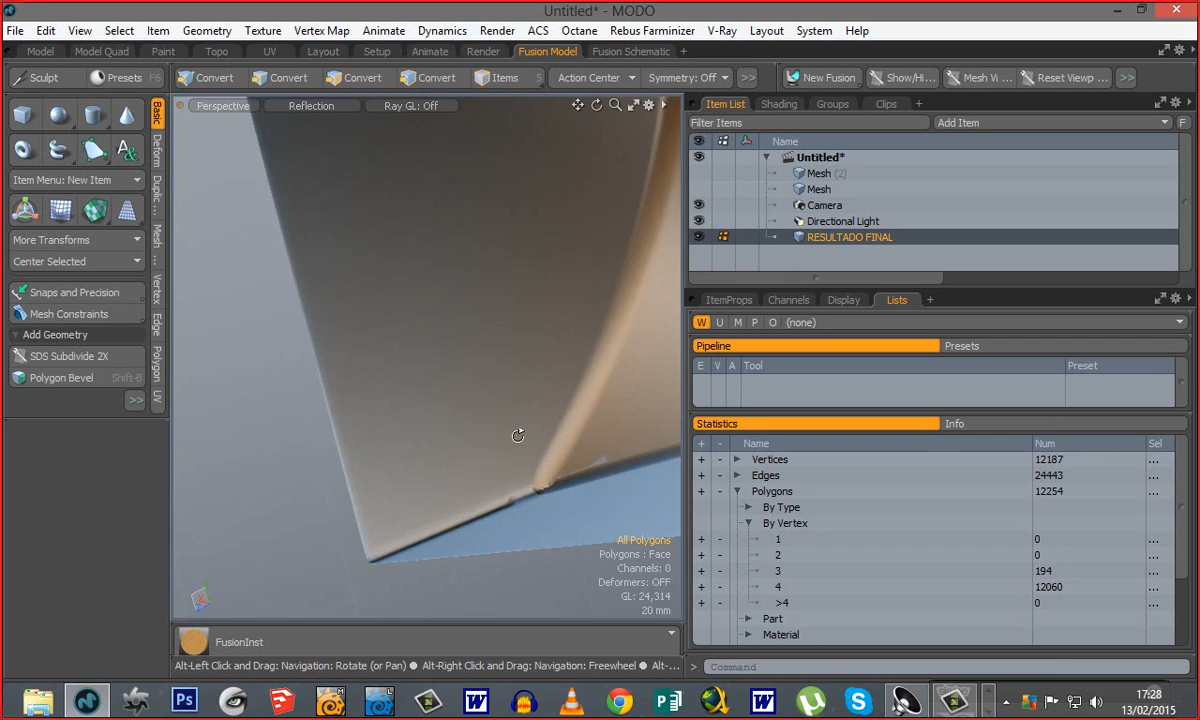 Untitled* - MODO
File Edit View Select Item Geometry Texture Vertex Map Animate Dynamics Render ACS Octane Rebus Farminizer V-Ray Layout System Help
Model Model Quad Paint Topo UV Layout Setup Animate Render Fusion Model Fusion Schematic +
Sculpt Presets F6 Convert Convert Convert Convert Items 5 Action Center Symmetry: Off >> New Fusion Show/Hi... Mesh Vi ... Reset Viewp ... >>
Perspective Reflection Ray GL: Off
Item List Shading Groups Clips +
Filter Items Add Item F
Name
Untitled*
Mesh (2)
Mesh
Camera
Directional Light
RESULTADO FINAL
Basic
Deform
Duplic ...
Mesh ...
Vertex
Edge
Polygon
UV
Item Menu: New Item
More Transforms
Center Selected
Snaps and Precision
Mesh Constraints
Add Geometry
SDS Subdivide 2X
Polygon Bevel Shift-B
>>
ItemProps Channels Display Lists +
W U M P O (none)
Pipeline Presets
E V A Tool Preset
Statistics Info
+ - Name Num Sel
+ - Vertices 12187 ...
+ - Edges 24443 ...
+ - Polygons 12254 ...
By Type
By Vertex
+ - 1 0 ...
+ - 2 0 ...
+ - 3 194 ...
+ - 4 12060 ...
+ - >4 0 ...
Part
Material
All Polygons
Polygons : Face
Channels: 0
Deformers: OFF
GL: 24,314
20 mm
FusionInst
Alt-Left Click and Drag: Navigation: Rotate (or Pan) ● Alt-Right Click and Drag: Navigation: Freewheel ● Alt-...
Command
Ps W W S
17:28
13/02/2015